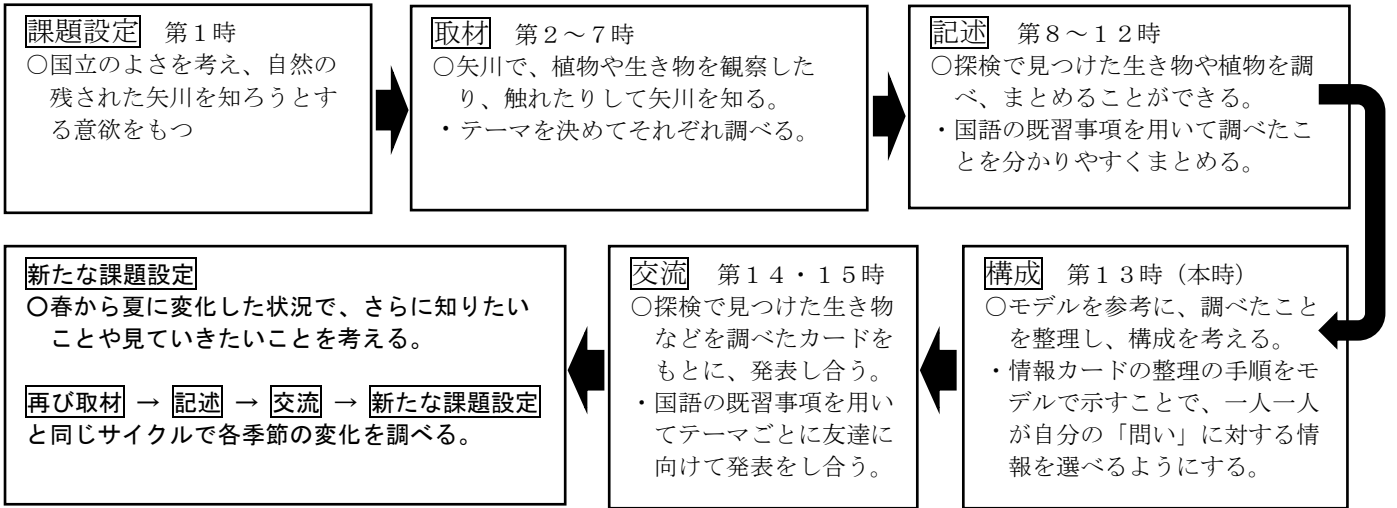 課題設定　第１時
○国立のよさを考え、自然の
残された矢川を知ろうとす
る意欲をもつ
取材　第２～７時
○矢川で、植物や生き物を観察した
り、触れたりして矢川を知る。
・テーマを決めてそれぞれ調べる。
記述　第８～１２時
○探検で見つけた生き物や植物を調
べ、まとめることができる。
・国語の既習事項を用いて調べたこ
とを分かりやすくまとめる。
構成　第１３時（本時）
○モデルを参考に、調べたこと
を整理し、構成を考える。
・情報カードの整理の手順をモ
デルで示すことで、一人一人
が自分の「問い」に対する情
報を選べるようにする。
交流　第１４・１５時
○探検で見つけた生き物
などを調べたカードを
もとに、発表し合う。
・国語の既習事項を用い
てテーマごとに友達に
向けて発表をし合う。
新たな課題設定
○春から夏に変化した状況で、さらに知りたい
ことや見ていきたいことを考える。
再び取材 → 記述 → 交流 → 新たな課題設定
と同じサイクルで各季節の変化を調べる。